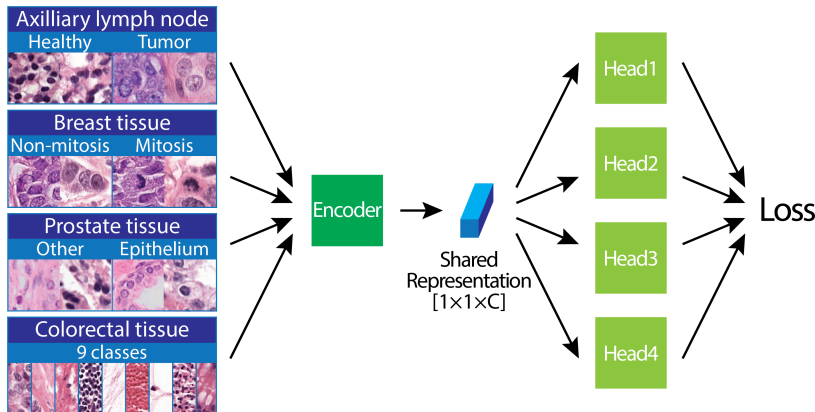 Axilliary lymph node
Healthy Tumor
Breast tissue
Non-mitosis Mitosis
Prostate tissue
Other Epithelium
Colorectal tissue
9 classes
Encoder
Shared
Representation
[1×1×C]
Head1
Head2
Head3
Head4
Loss